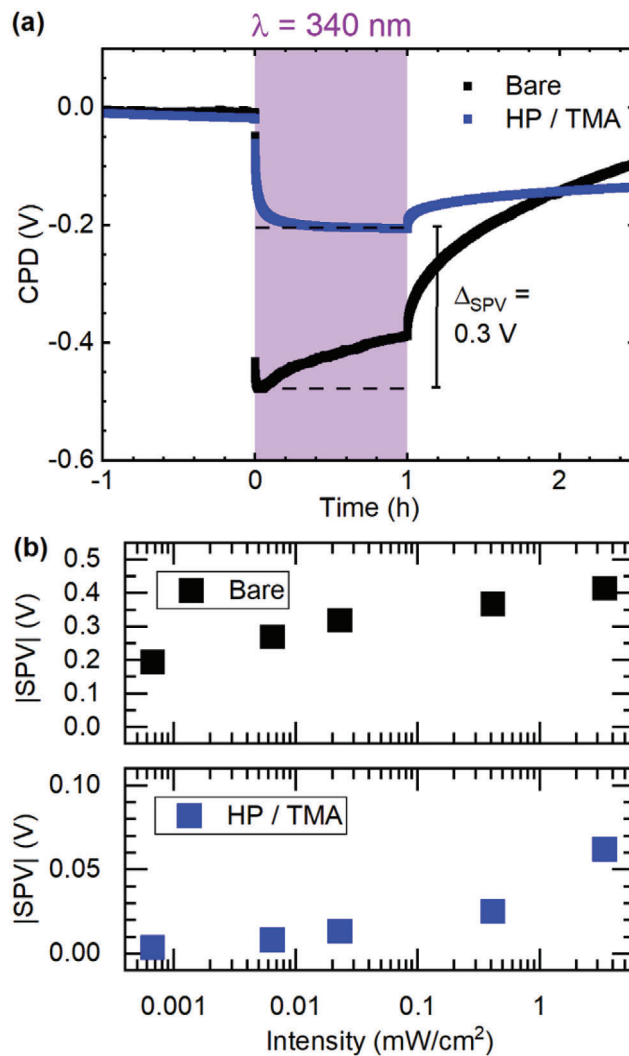 (a)
λ = 340 nm
Bare
HP / TMA
0.0
-0.2
-0.4
-0.6
CPD (V)
Δ_SPV =
0.3 V
-1 0 1 2
Time (h)
(b)
0.5
0.4
0.3
0.2
0.1
0.0
|SPV| (V)
Bare
0.10
0.05
0.00
|SPV| (V)
HP / TMA
0.001 0.01 0.1 1
Intensity (mW/cm²)